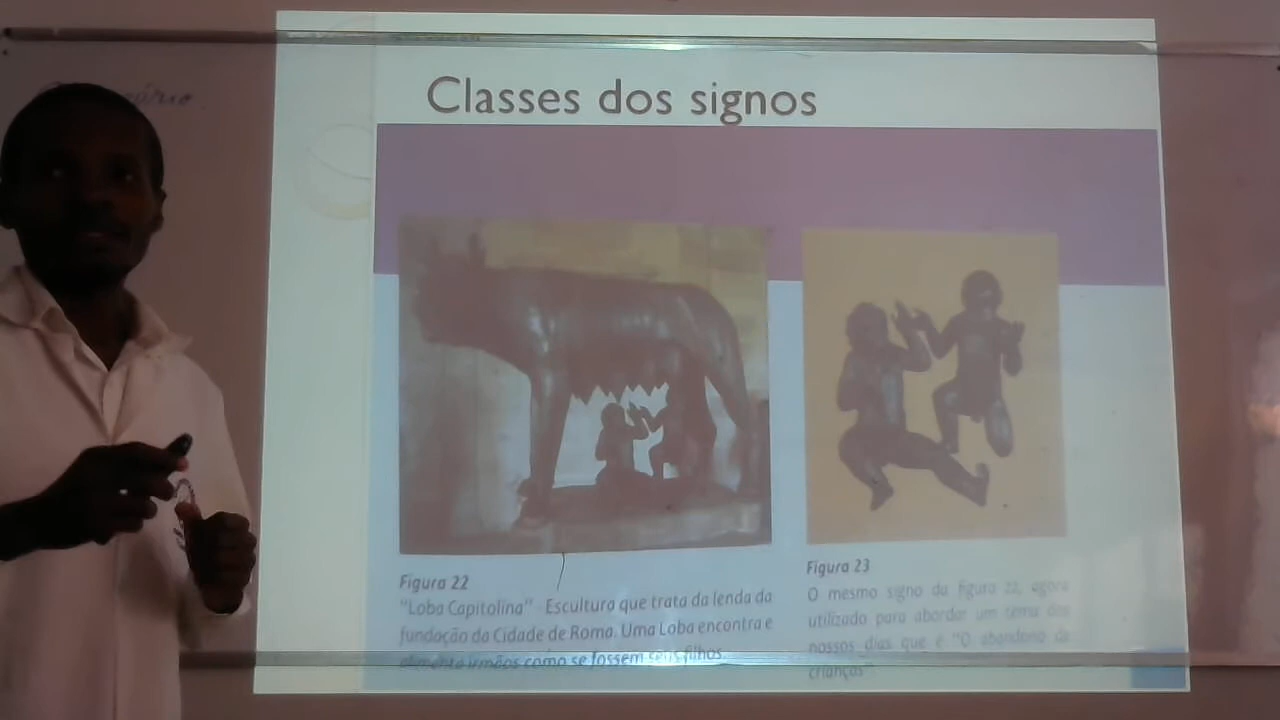 Classes dos signos
Figura 22
"Loba Capitolina" - Escultura que trata da lenda da
fundação da Cidade de Roma. Uma Loba encontra e
alimenta irmãos como se fossem seus filhos.
Figura 23
O mesmo signo da figura 22, agora
utilizado para abordar um tema dos
nossos dias que é "O abandono de
crianças"